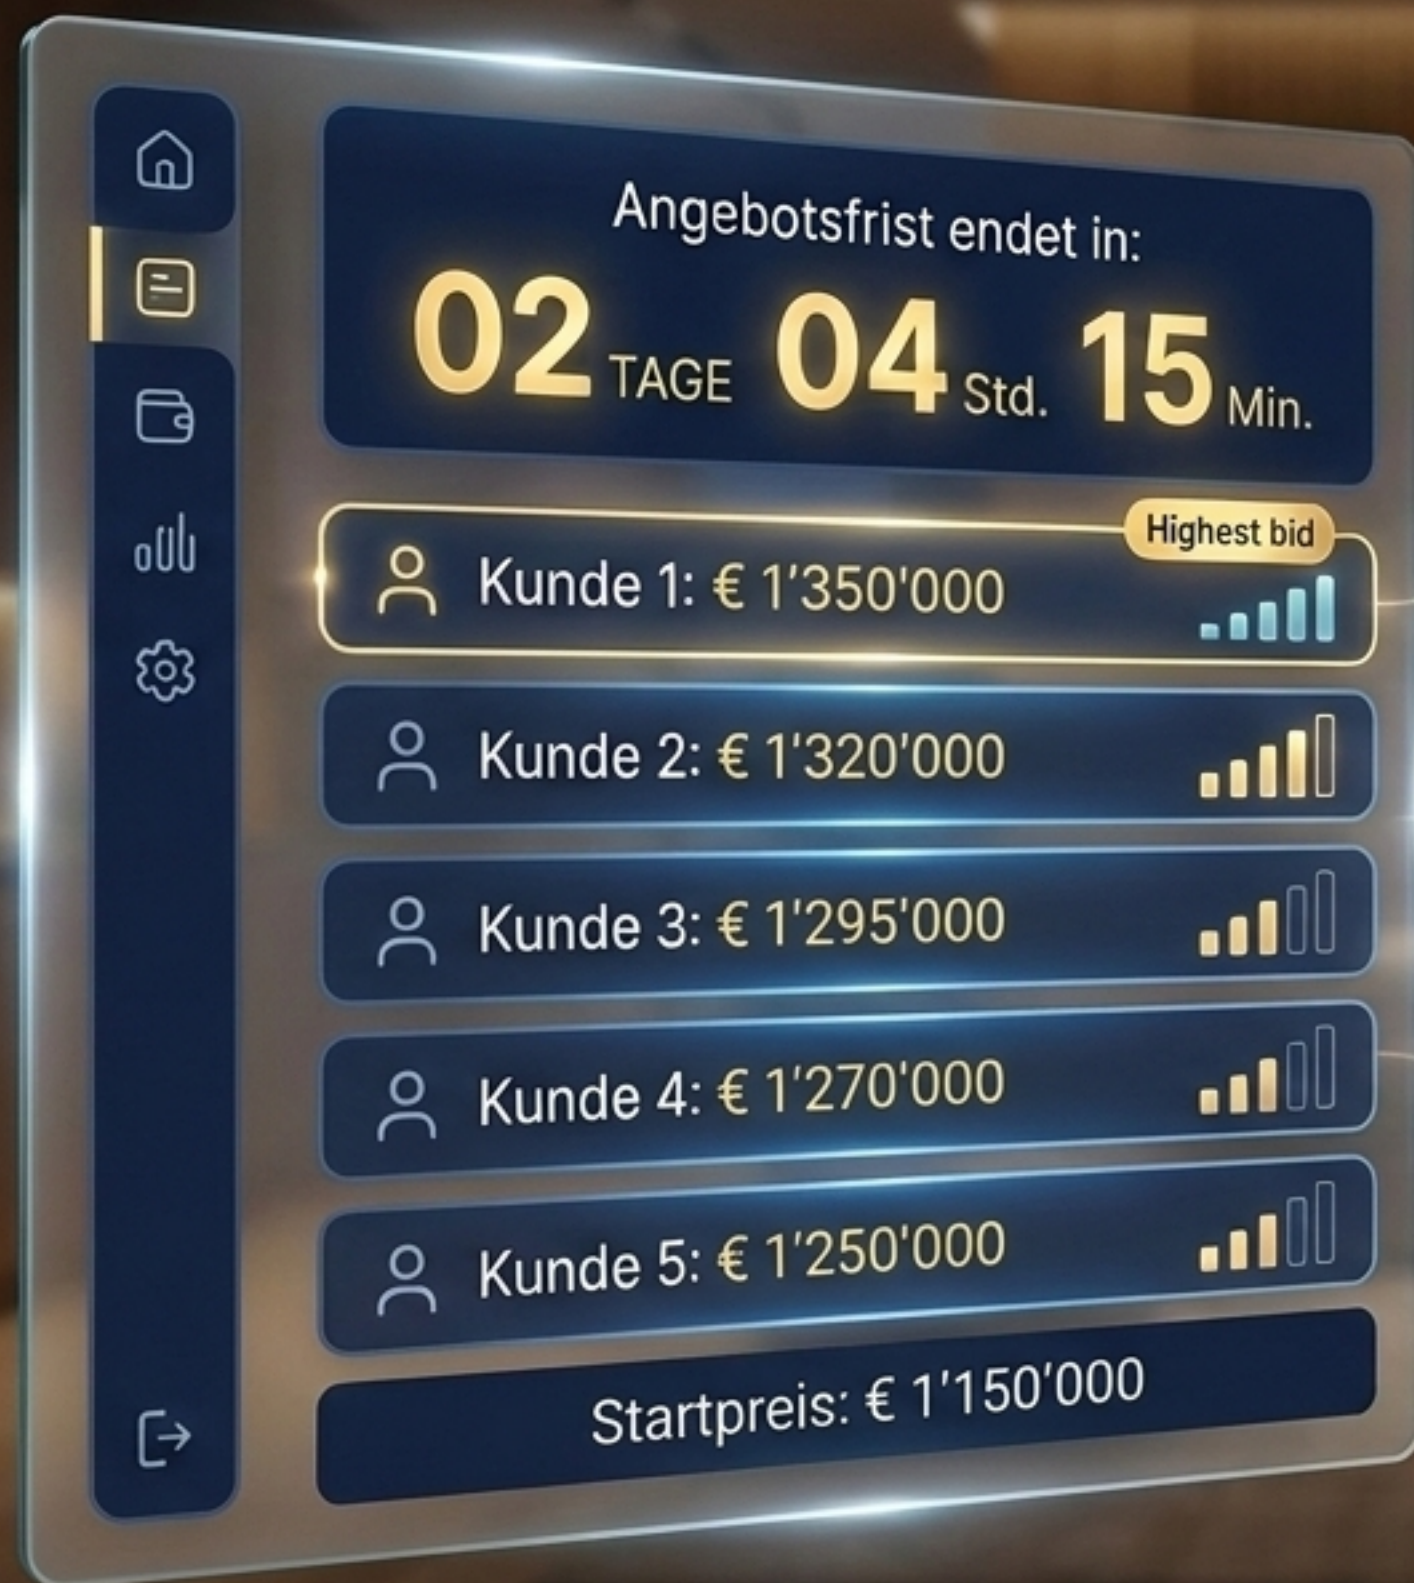 Angebotsfrist endet in:
02 TAGE 04 Std. 15 Min.
Highest bid
Kunde 1: € 1'350'000
Kunde 2: € 1'320'000
Kunde 3: € 1'295'000
Kunde 4: € 1'270'000
Kunde 5: € 1'250'000
Startpreis: € 1'150'000